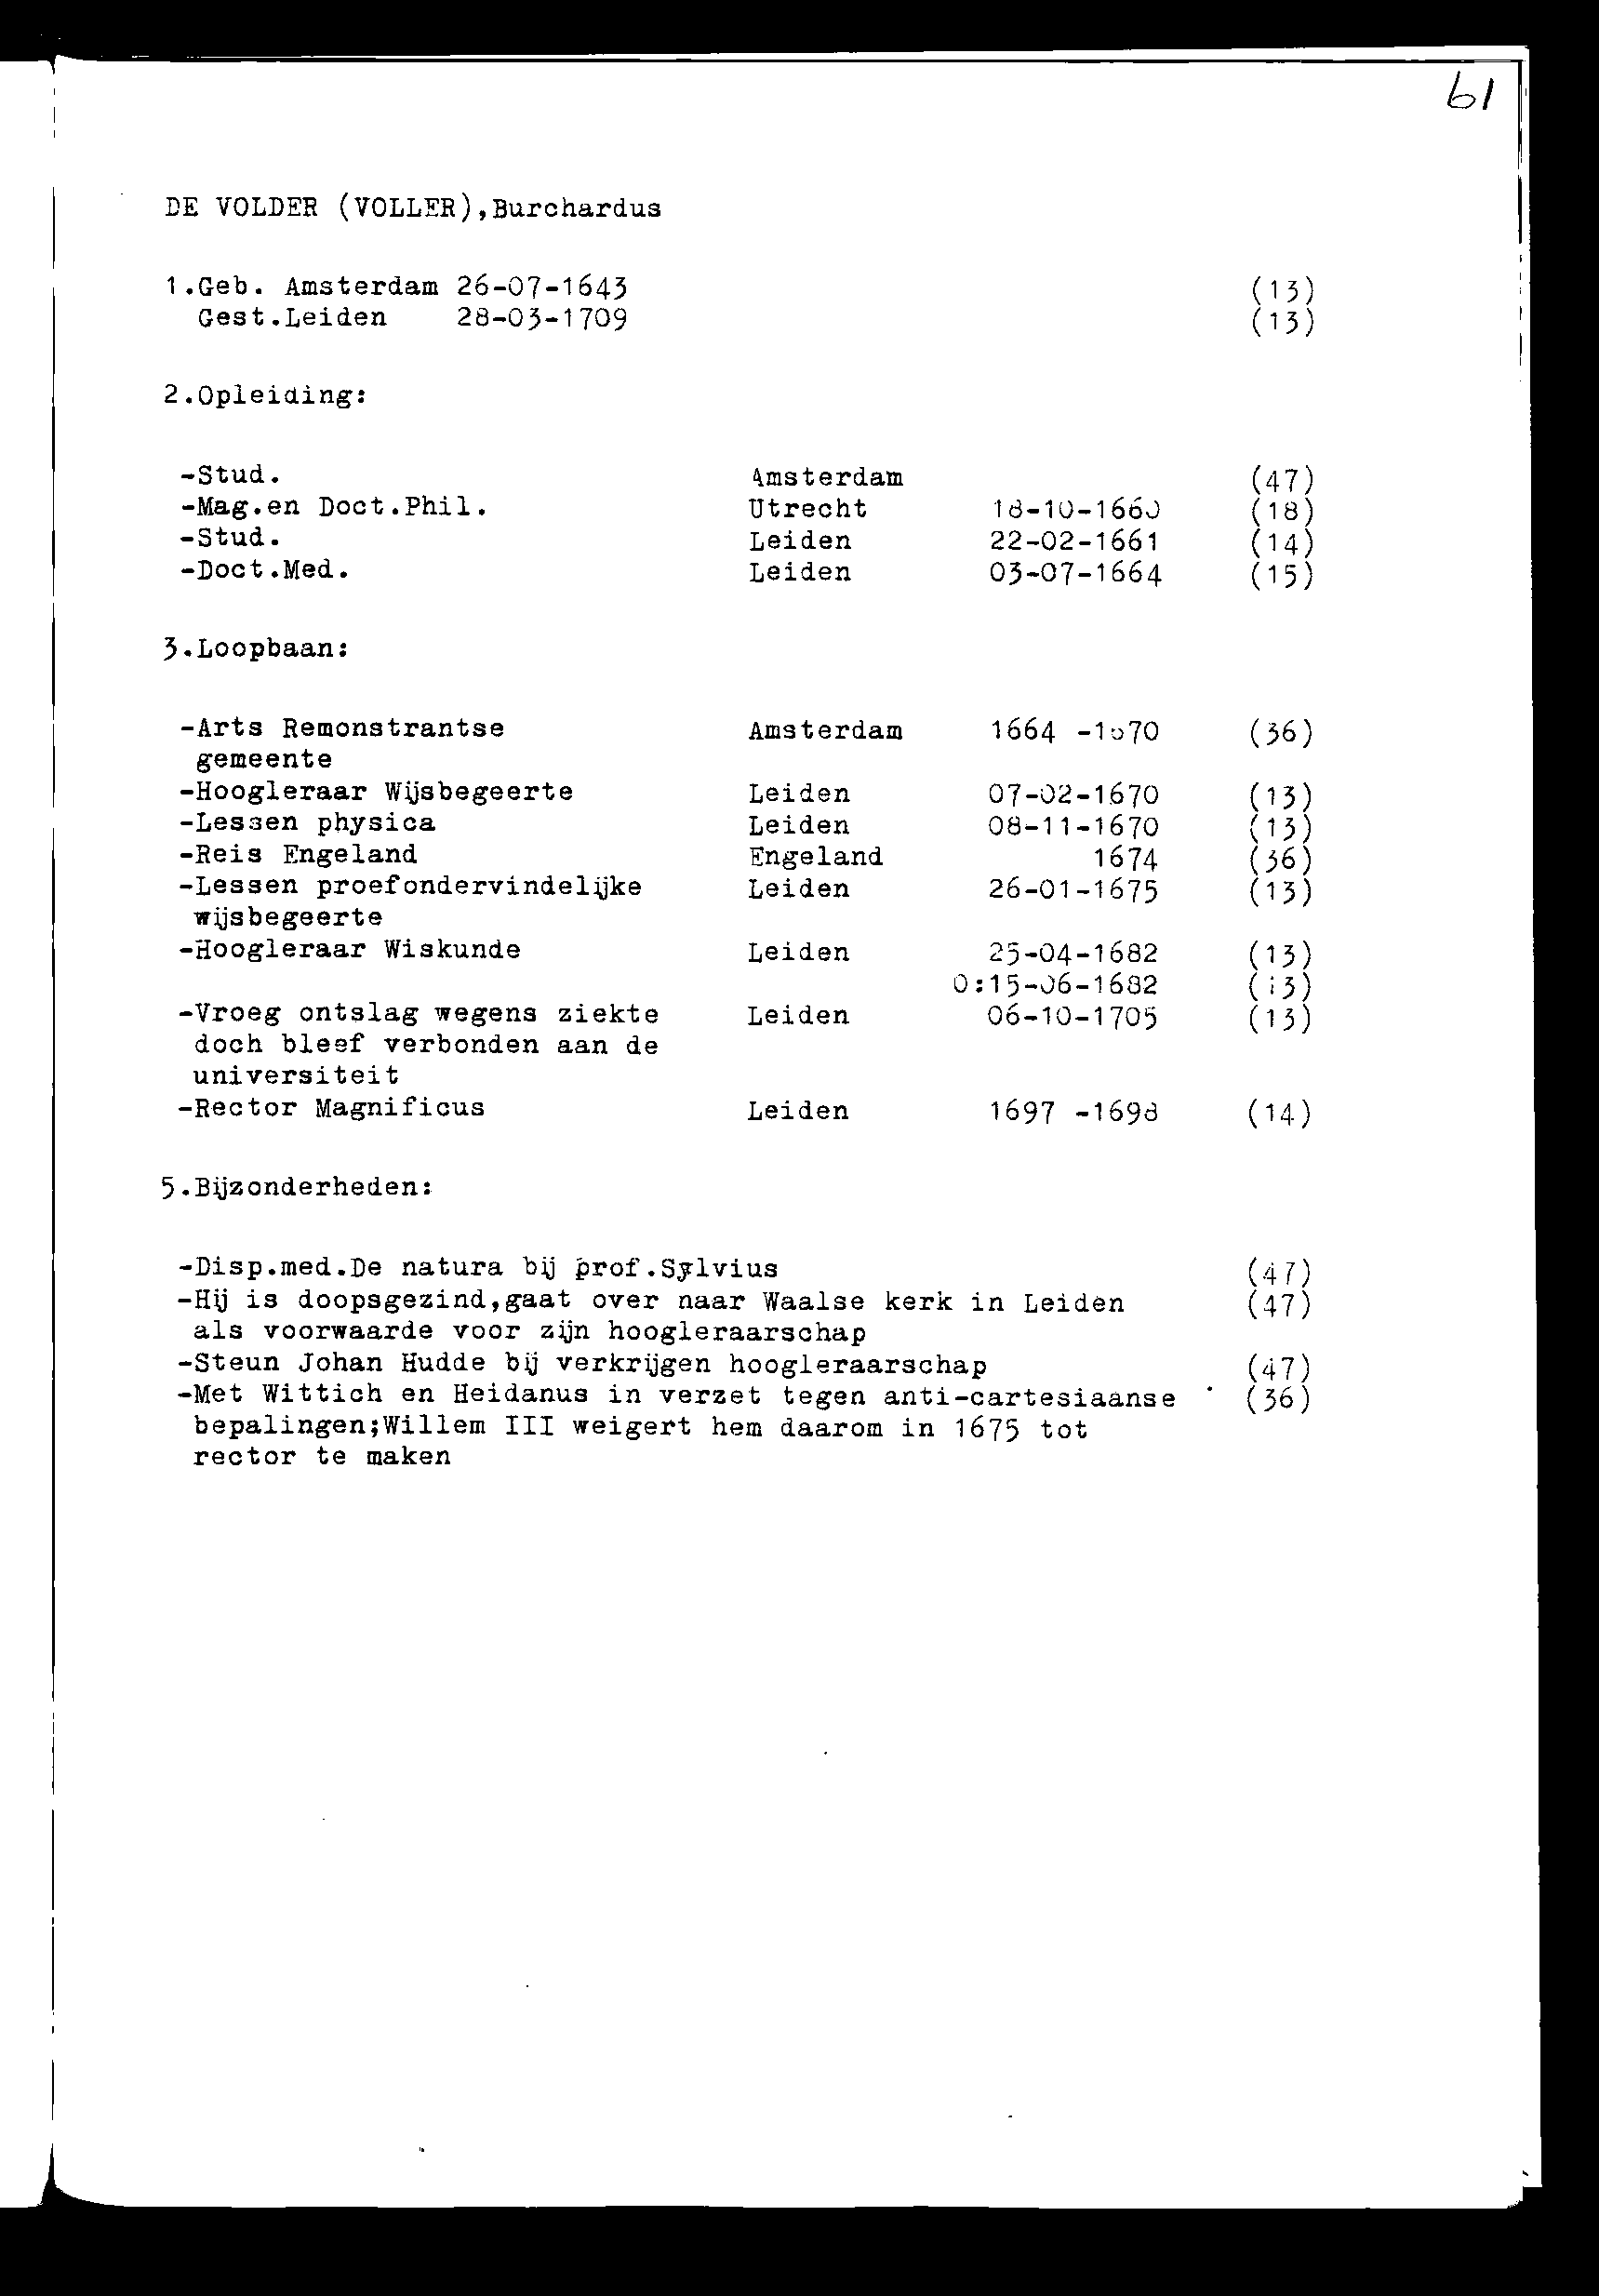 61
DE VOLDER (VOLLER),Burchardus
1.Geb. Amsterdam 26-07-1643 (13)
Gest.Leiden 28-03-1709 (13)
2.Opleiding:
-Stud. Amsterdam (47)
-Mag.en Doct.Phil. Utrecht 18-10-1660 (18)
-Stud. Leiden 22-02-1661 (14)
-Doct.Med. Leiden 03-07-1664 (15)
3.Loopbaan:
-Arts Remonstrantse Amsterdam 1664 -1670 (36)
gemeente
-Hoogleraar Wijsbegeerte Leiden 07-02-1670 (13)
-Lessen physica Leiden 08-11-1670 (13)
-Reis Engeland Engeland 1674 (36)
-Lessen proefondervindelijke Leiden 26-01-1675 (13)
wijsbegeerte
-Hoogleraar Wiskunde Leiden 25-04-1682 (13)
O:15-06-1682 (13)
-Vroeg ontslag wegens ziekte Leiden 06-10-1705 (13)
doch bleef verbonden aan de
universiteit
-Rector Magnificus Leiden 1697 -1698 (14)
5.Bijzonderheden:
-Disp.med.De natura bij prof.Sylvius (47)
-Hij is doopsgezind,gaat over naar Waalse kerk in Leiden (47)
als voorwaarde voor zijn hoogleraarschap
-Steun Johan Hudde bij verkrijgen hoogleraarschap (47)
-Met Wittich en Heidanus in verzet tegen anti-cartesiaanse (36)
bepalingen;Willem III weigert hem daarom in 1675 tot
rector te maken